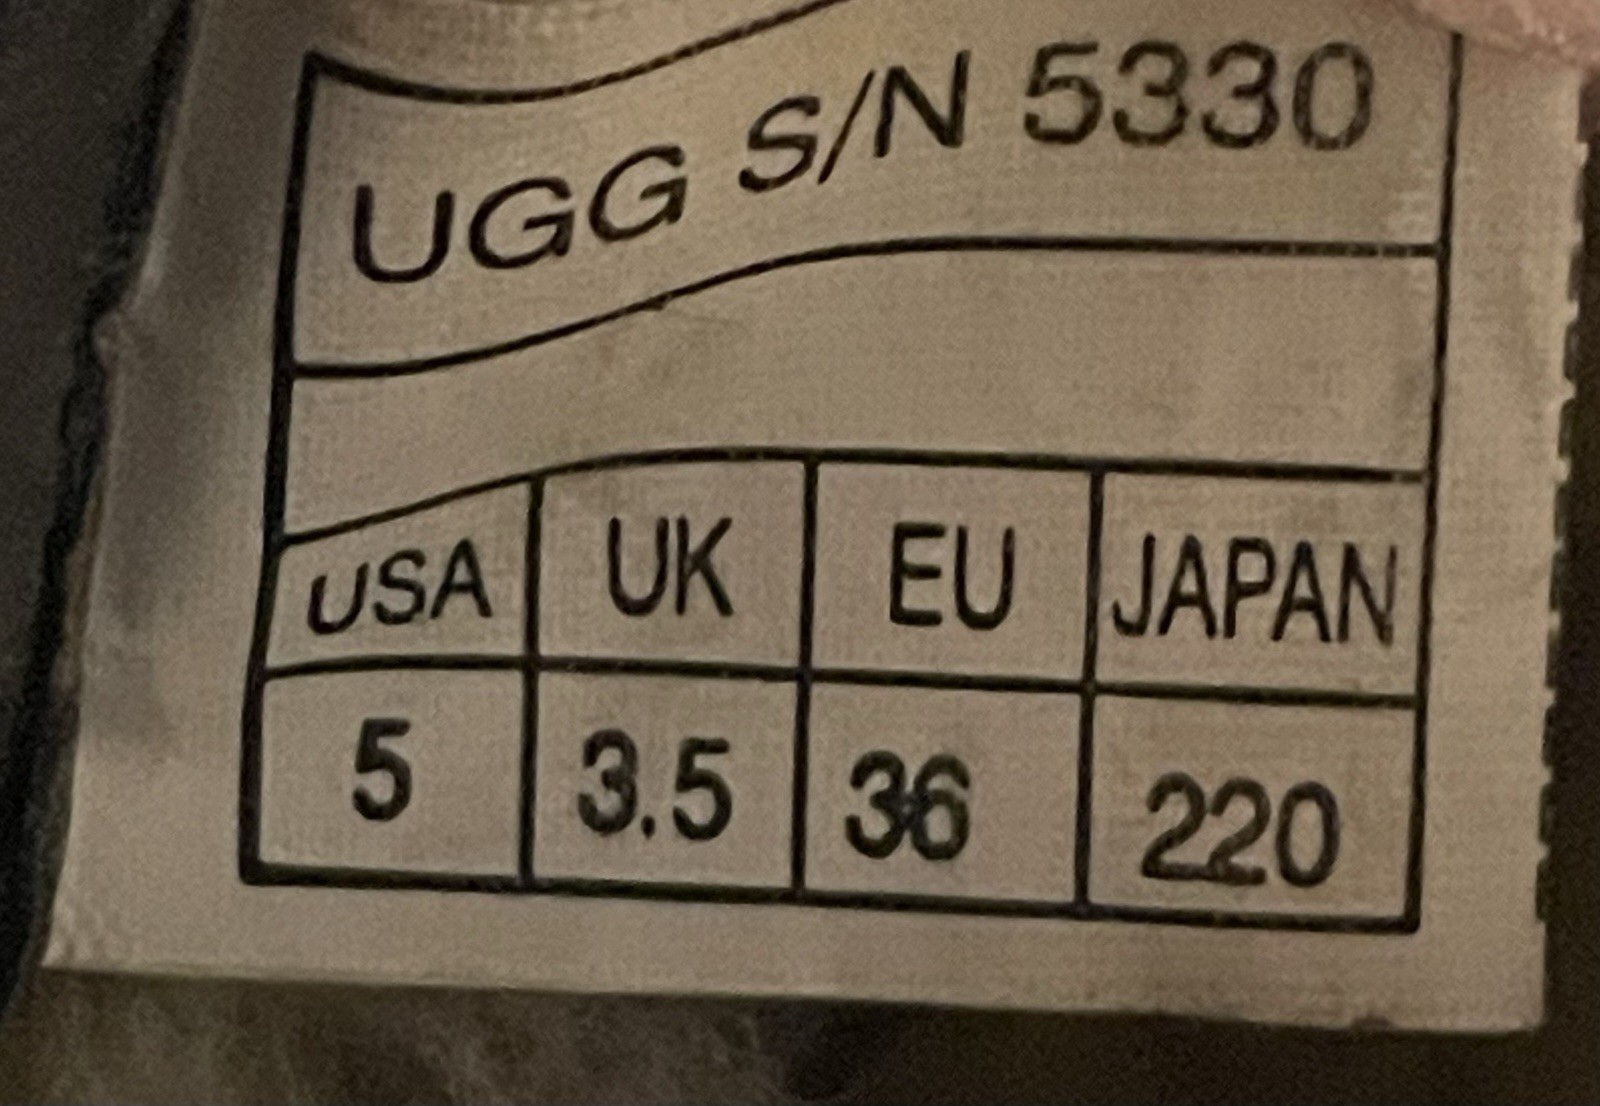 UGG S/N 5330
USA UK EU JAPAN
5 3.5 36 220